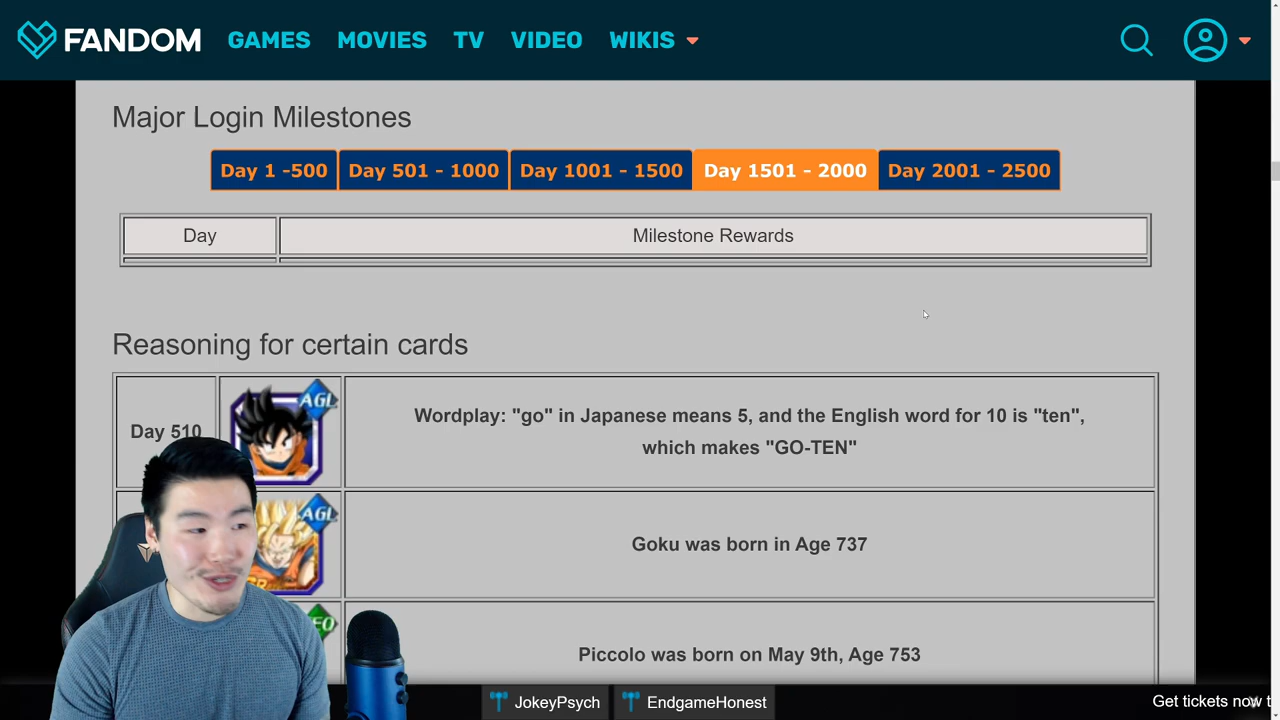 FANDOM GAMES MOVIES TV VIDEO WIKIS
Major Login Milestones
Day 1 -500 Day 501 - 1000 Day 1001 - 1500 Day 1501 - 2000 Day 2001 - 2500
Day Milestone Rewards
Reasoning for certain cards
Day 510 AGL Wordplay: "go" in Japanese means 5, and the English word for 10 is "ten",
which makes "GO-TEN"
AGL Goku was born in Age 737
Piccolo was born on May 9th, Age 753
JokeyPsych EndgameHonest Get tickets now t